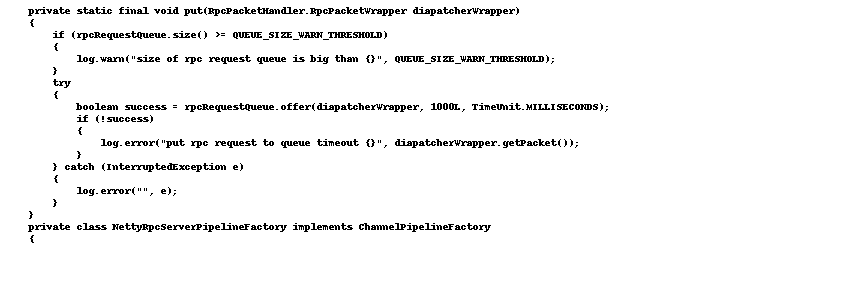 private static final void put(RpcPacketHandler.RpcPacketWrapper diapatcherWrapper)
{
if (rpcRequestQueue.size() >= QUEUE_SIZE_WARN_THRESHOLD)
{
log.warn("size of rpc request queue is big than {}", QUEUE_SIZE_WARN_THRESHOLD);
}
try
{
boolean success = rpcRequestQueue.offer(diapatcherWrapper, 1000L, TimeUnit.MILLISECONDS);
if (!success)
{
log.error("put rpc request to queue timeout {}", diapatcherWrapper.getPacket());
}
} catch (InterruptedException e)
{
log.error("", e);
}
}
private class NettyRpcServerPipelineFactory implements ChannelPipelineFactory
{